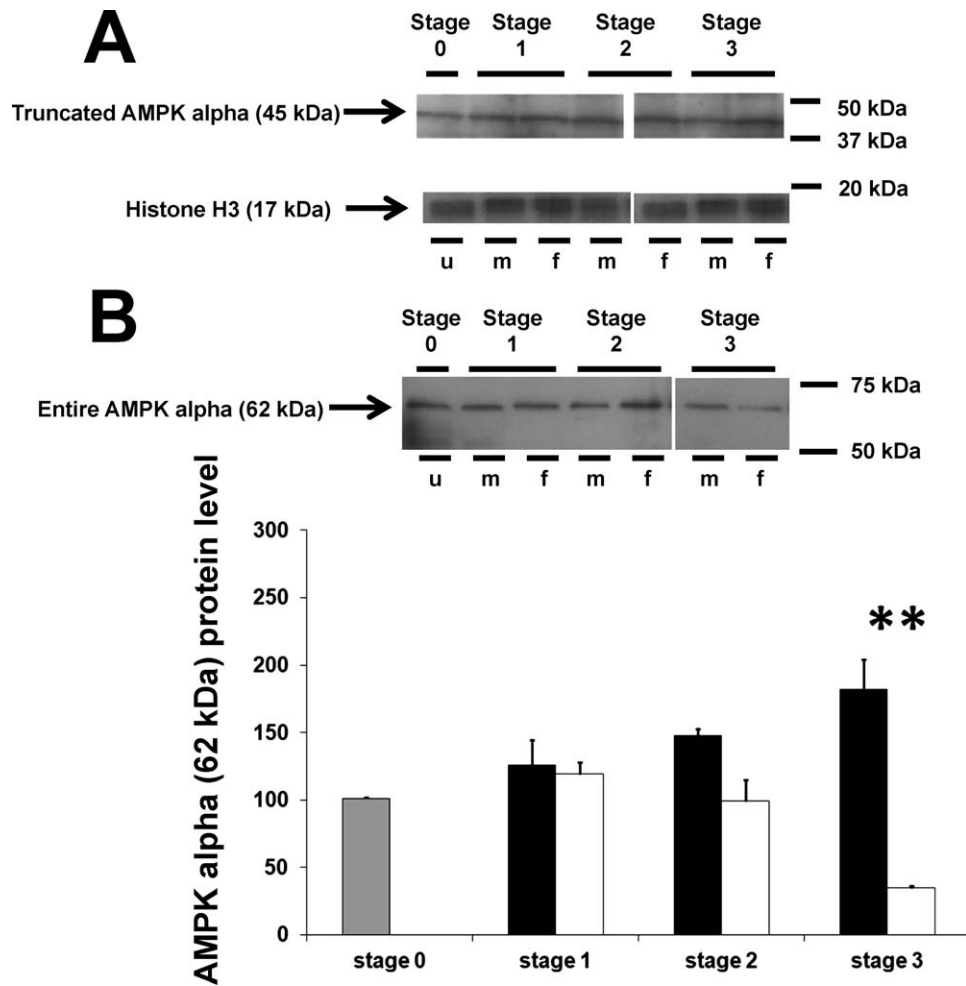 A
Stage Stage Stage Stage
0 1 2 3
Truncated AMPK alpha (45 kDa)
50 kDa
37 kDa
20 kDa
Histone H3 (17 kDa)
u m f m f m f
B
Stage Stage Stage Stage
0 1 2 3
75 kDa
Entire AMPK alpha (62 kDa)
50 kDa
u m f m f m f
AMPK alpha (62 kDa) protein level
300
250
**
200
150
100
50
0
stage 0 stage 1 stage 2 stage 3